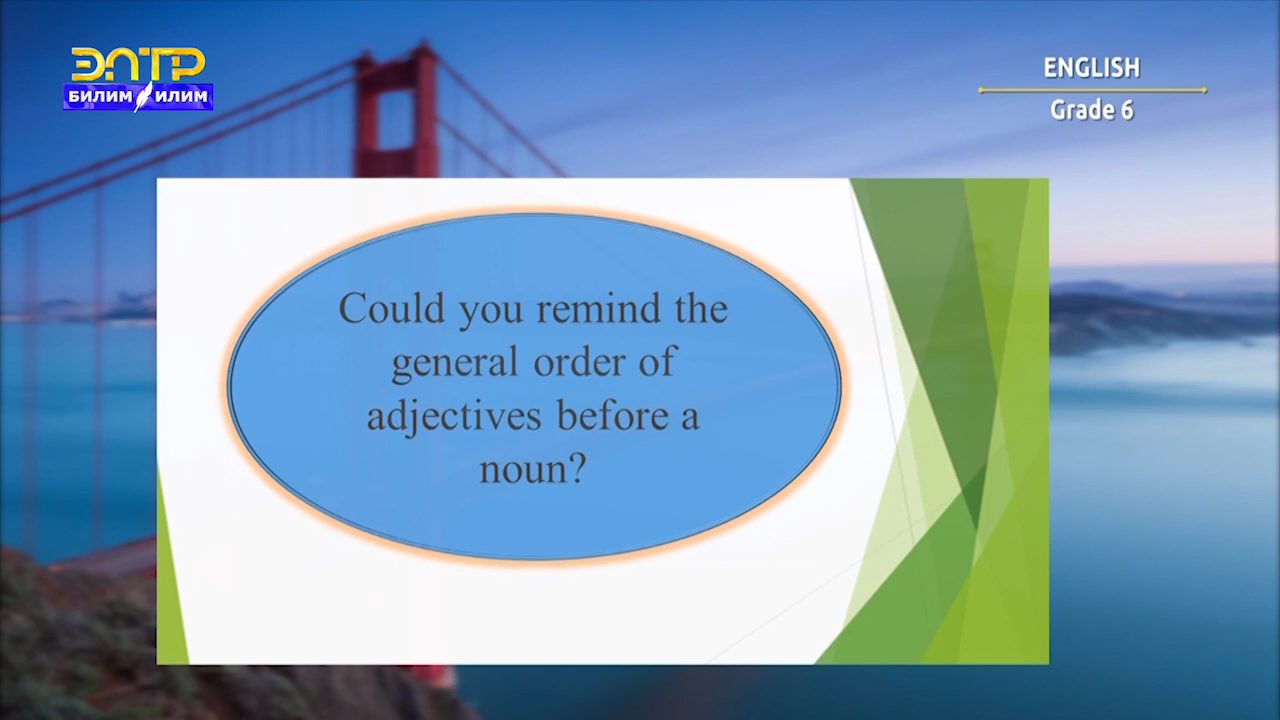 ЭЛТР
БИЛИМ ИЛИМ
ENGLISH
Grade 6
Could you remind the
general order of
adjectives before a
noun?